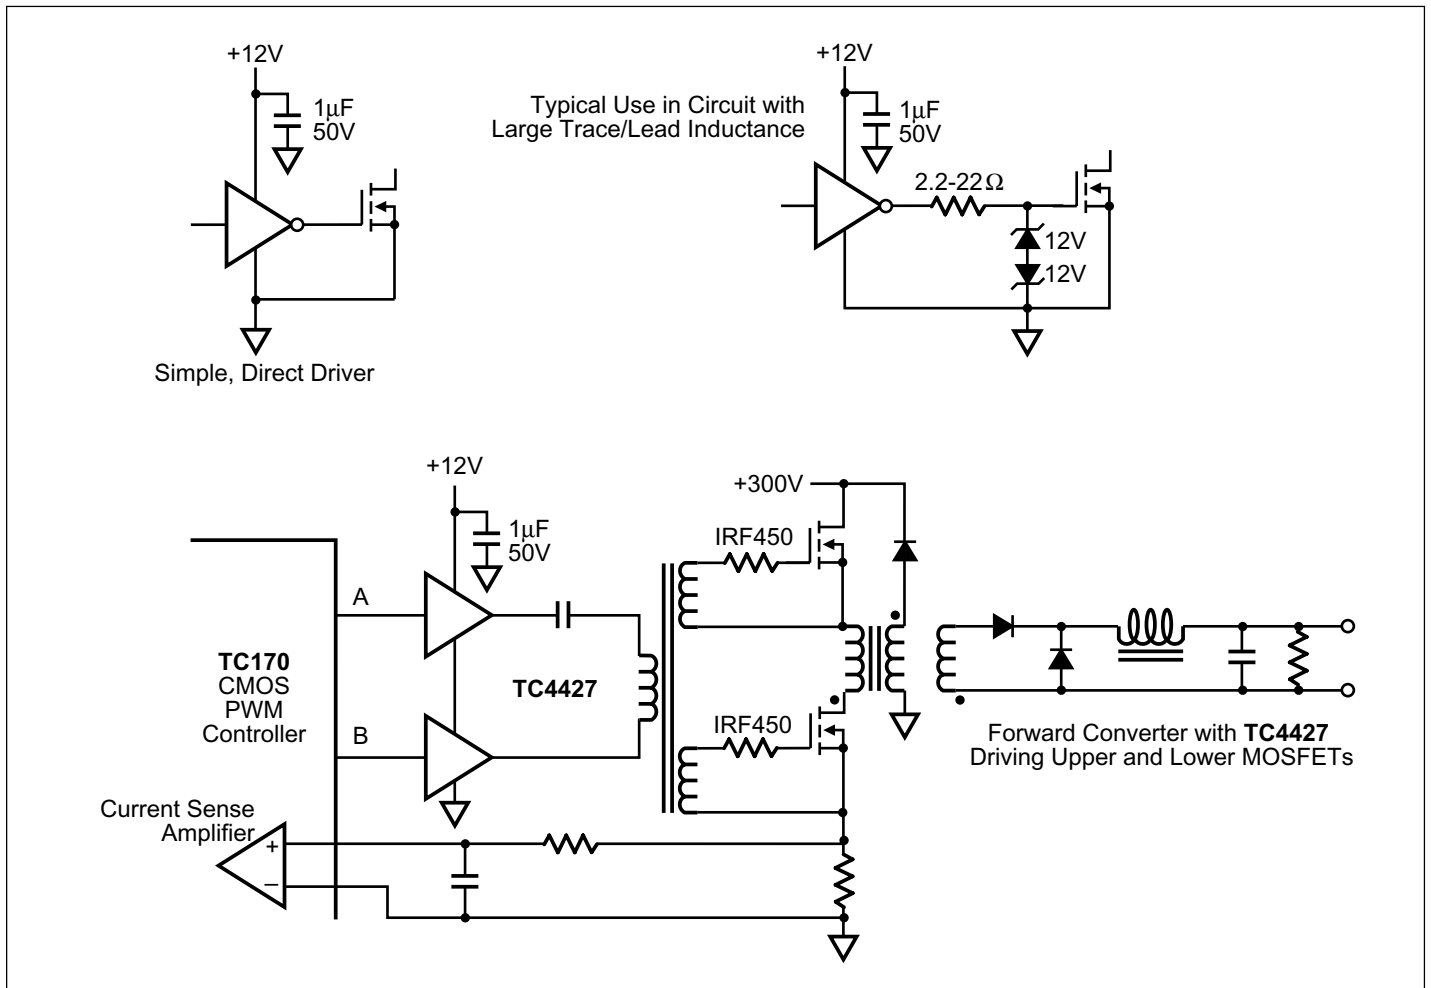 +12V
1μF
50V
Simple, Direct Driver
Typical Use in Circuit with
Large Trace/Lead Inductance
+12V
1μF
50V
2.2-22Ω
12V
12V
+12V
1μF
50V
A
B
TC170
CMOS
PWM
Controller
TC4427
+300V
IRF450
IRF450
Forward Converter with TC4427
Driving Upper and Lower MOSFETs
Current Sense
Amplifier
+
−